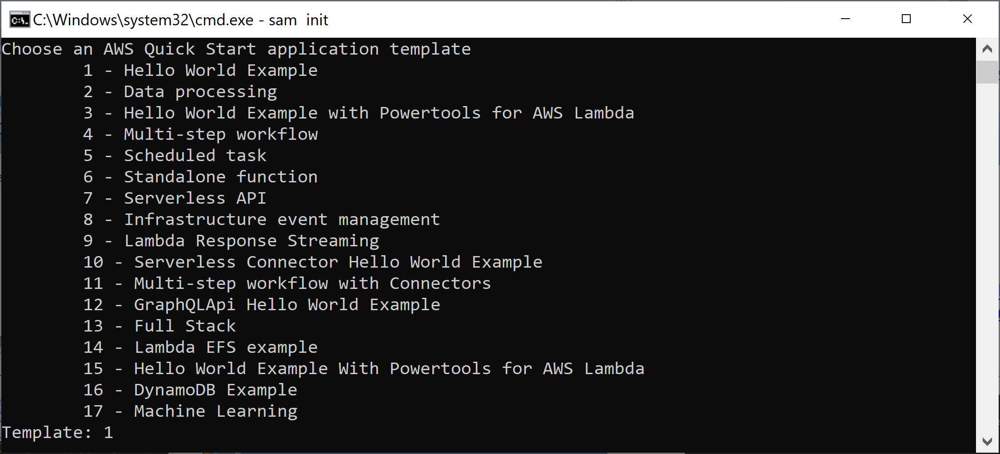 C:\Windows\system32\cmd.exe - sam  init
Choose an AWS Quick Start application template
1 - Hello World Example
2 - Data processing
3 - Hello World Example with Powertools for AWS Lambda
4 - Multi-step workflow
5 - Scheduled task
6 - Standalone function
7 - Serverless API
8 - Infrastructure event management
9 - Lambda Response Streaming
10 - Serverless Connector Hello World Example
11 - Multi-step workflow with Connectors
12 - GraphQLApi Hello World Example
13 - Full Stack
14 - Lambda EFS example
15 - Hello World Example With Powertools for AWS Lambda
16 - DynamoDB Example
17 - Machine Learning
Template: 1